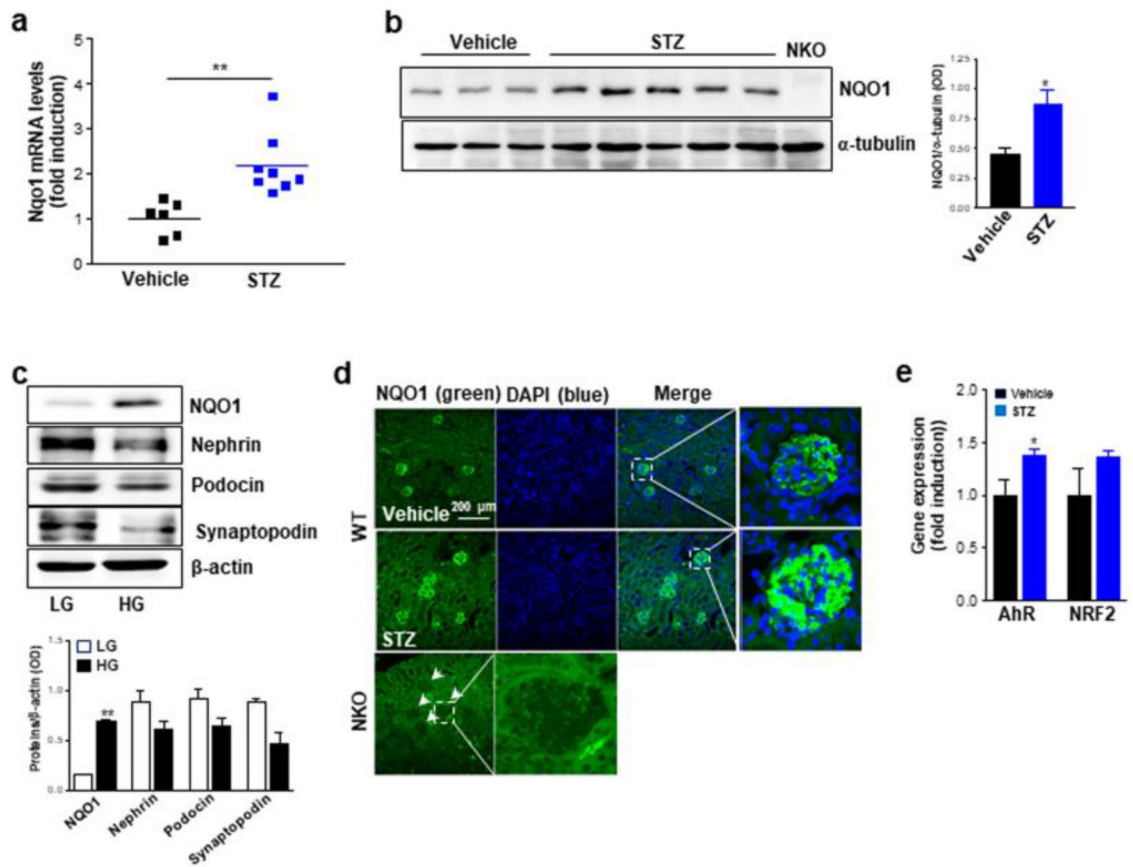 a
Nqo1 mRNA levels
(fold induction)
5
4
3
2
1
0
**
Vehicle
STZ
b
Vehicle
STZ
NKO
NQO1
α-tubulin
NQO1/α-tubulin (OD)
1.25
1.00
0.75
0.50
0.25
0.00
*
Vehicle
STZ
c
NQO1
Nephrin
Podocin
Synaptopodin
β-actin
LG
HG
Proteins/β-actin (OD)
1.5
1.0
0.5
0.0
LG
HG
**
NQO1
Nephrin
Podocin
Synaptopodin
d
NQO1 (green)
DAPI (blue)
Merge
WT
Vehicle
200 µm
STZ
NKO
e
Gene expression
(fold induction))
2.0
1.5
1.0
0.5
0.0
Vehicle
STZ
*
AhR
NRF2